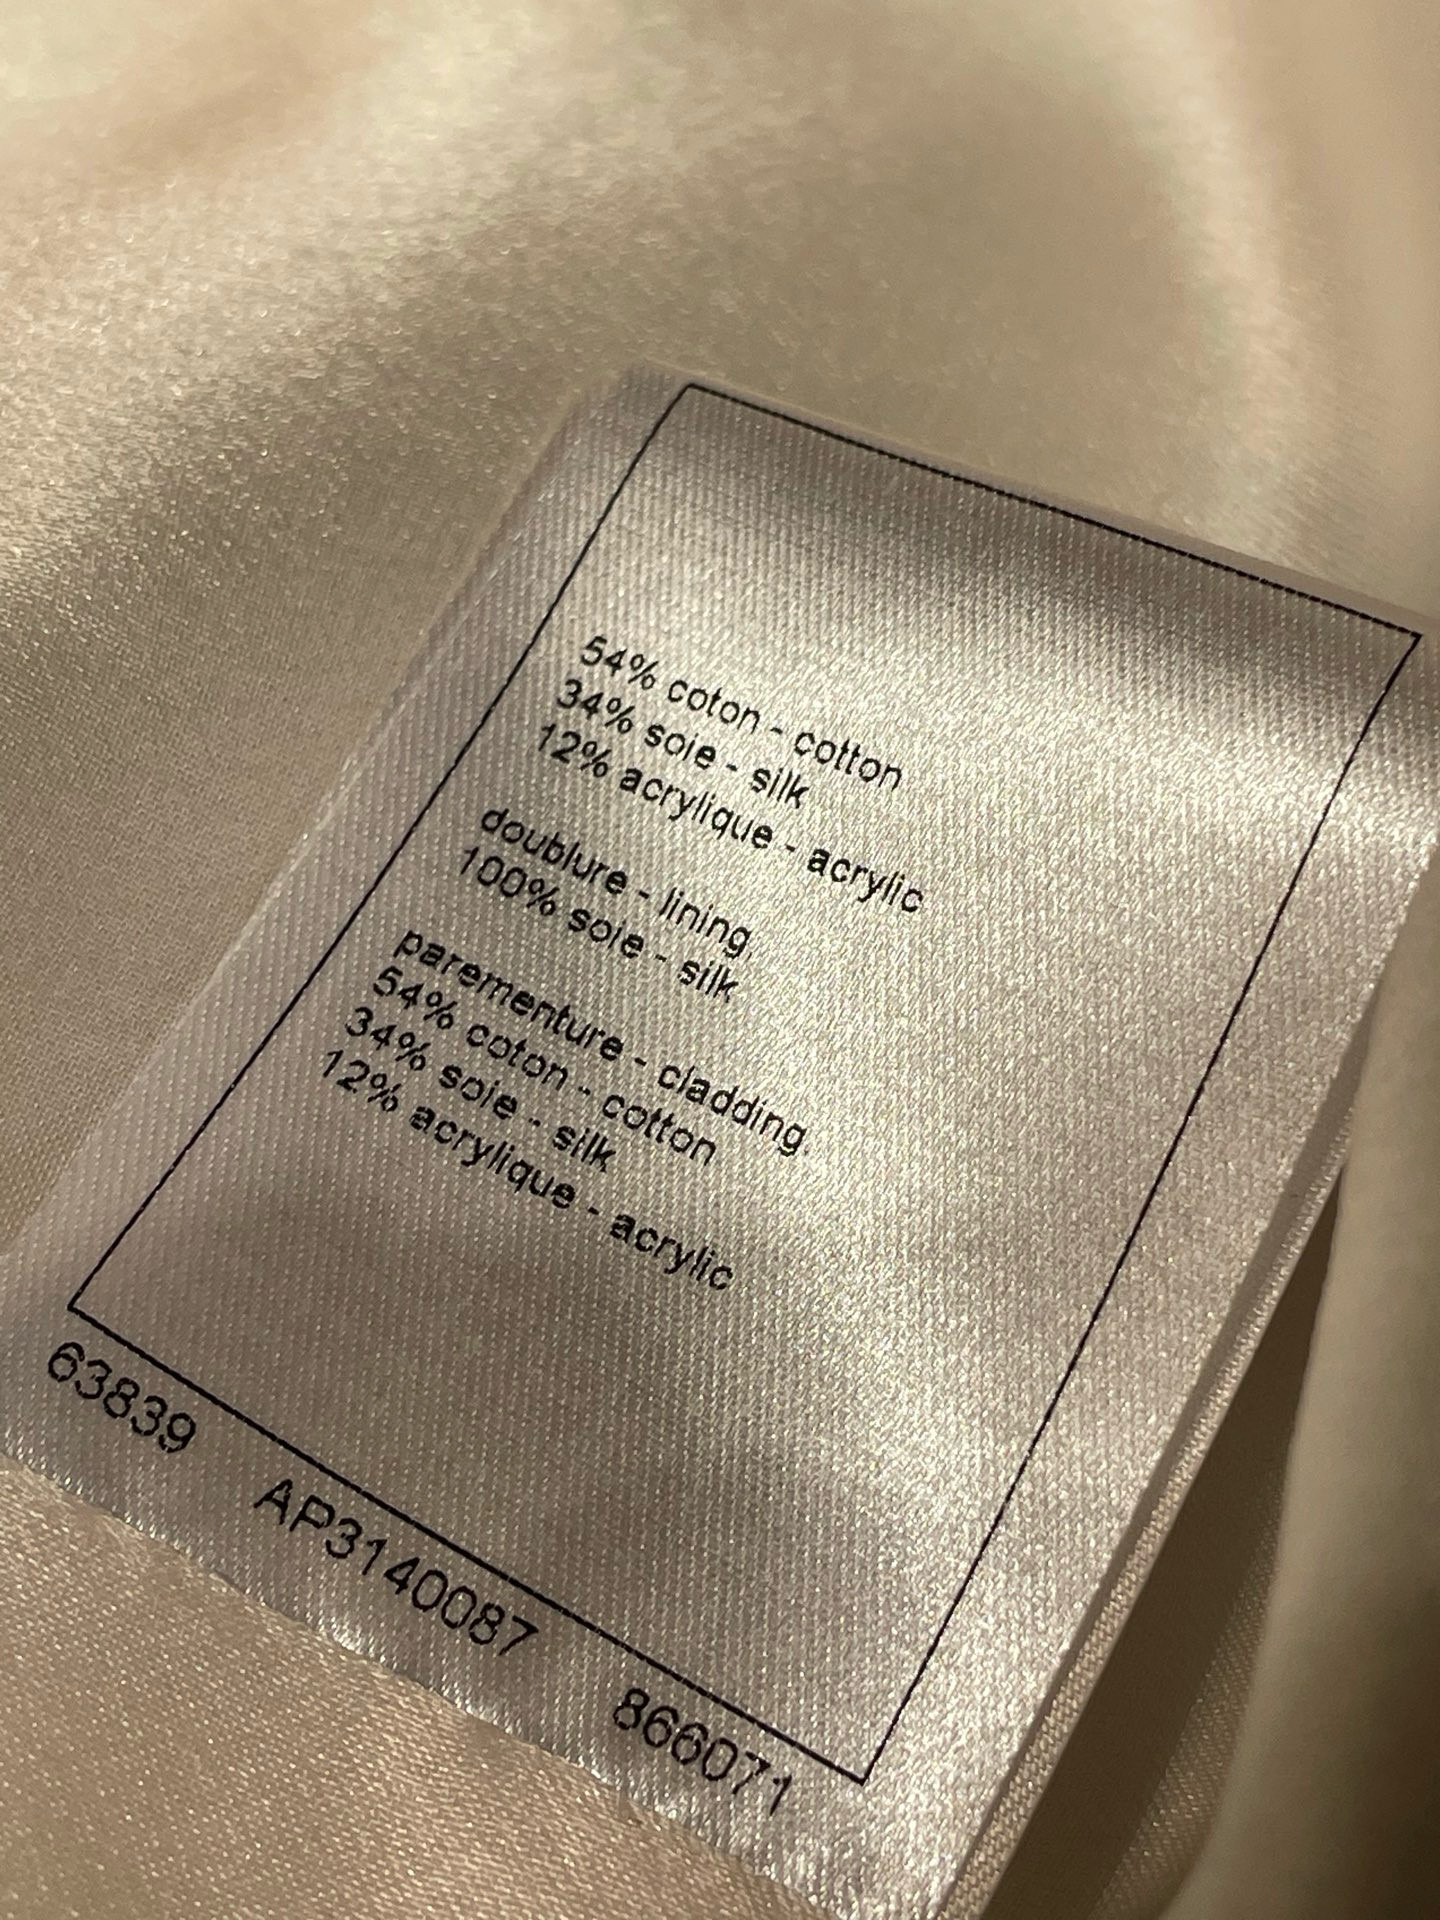 54% coton - cotton
34% soie - silk
12% acrylique - acrylic
doublure - lining
100% soie - silk
parementure - cladding
54% coton - cotton
34% soie - silk
12% acrylique - acrylic
63839 AP3140087 866071